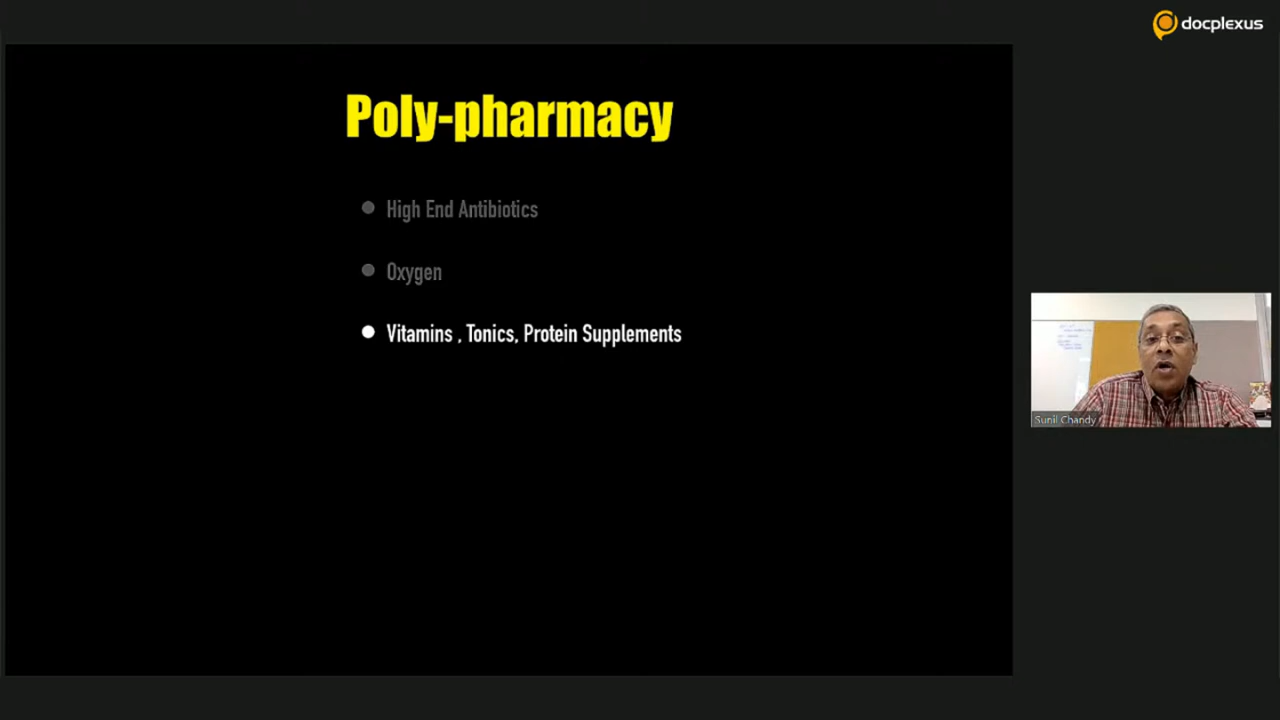 docplexus
Poly-pharmacy
High End Antibiotics
Oxygen
Vitamins , Tonics, Protein Supplements
Sunil Chandy